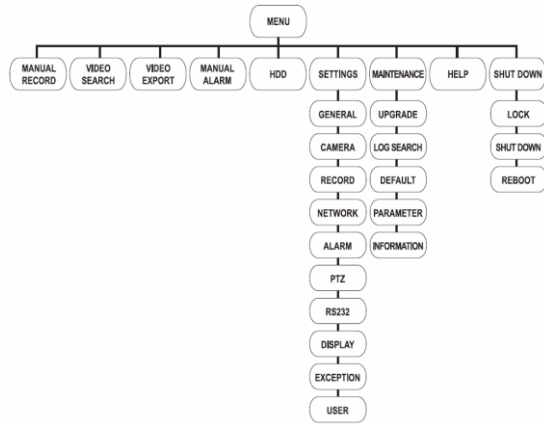 MENU
MANUAL
RECORD
VIDEO
SEARCH
VIDEO
EXPORT
MANUAL
ALARM
HDD
SETTINGS
MAINTENANCE
HELP
SHUT DOWN
GENERAL
CAMERA
RECORD
NETWORK
ALARM
PTZ
RS232
DISPLAY
EXCEPTION
USER
UPGRADE
LOG SEARCH
DEFAULT
PARAMETER
INFORMATION
LOCK
SHUT DOWN
REBOOT